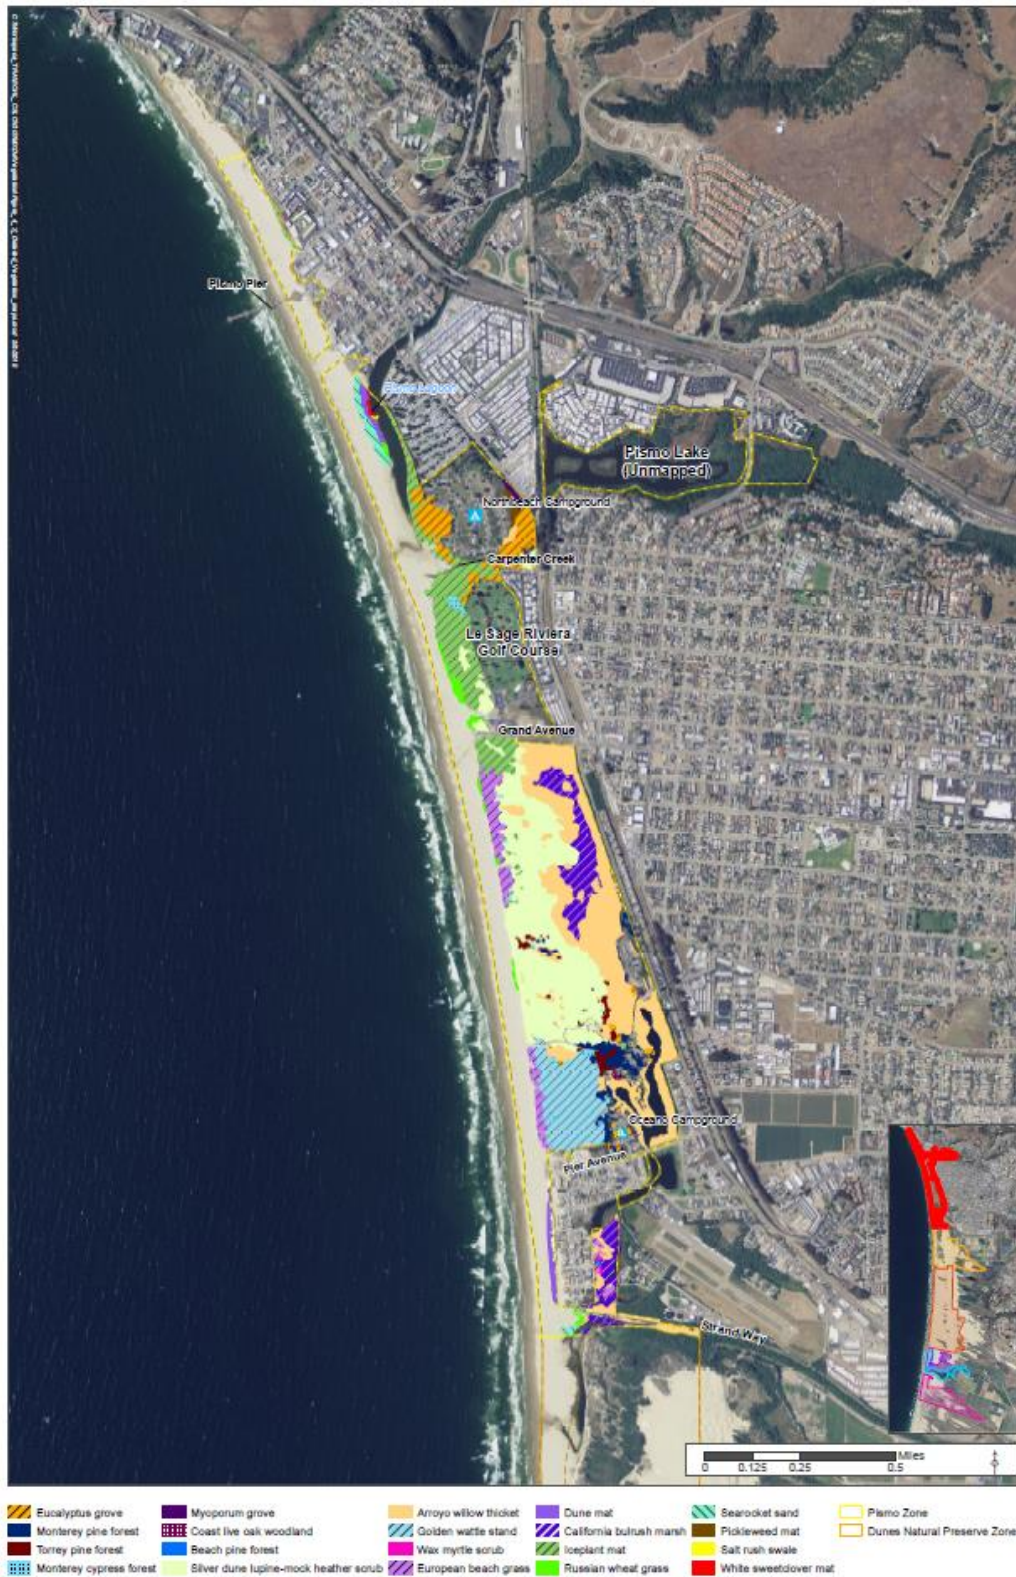 Pismo Pier
Pismo Lagoon
Pismo Lake
(Unmapped)
North Beach Campground
Carpenter Creek
Le Sage Riviera
Golf Course
Grand Avenue
Oceano Campground
Pier Avenue
Strand Way
Miles
0 0.125 0.25 0.5
Eucalyptus grove
Monterey pine forest
Torrey pine forest
Monterey cypress forest
Myoporum grove
Coast live oak woodland
Beach pine forest
Silver dune lupine-mock heather scrub
Arroyo willow thicket
Golden wattle stand
Wax myrtle scrub
European beach grass
Dune mat
California bulrush marsh
Iceplant mat
Russian wheat grass
Searocket sand
Pickleweed mat
Salt rush swale
White sweetclover mat
Pismo Zone
Dunes Natural Preserve Zone